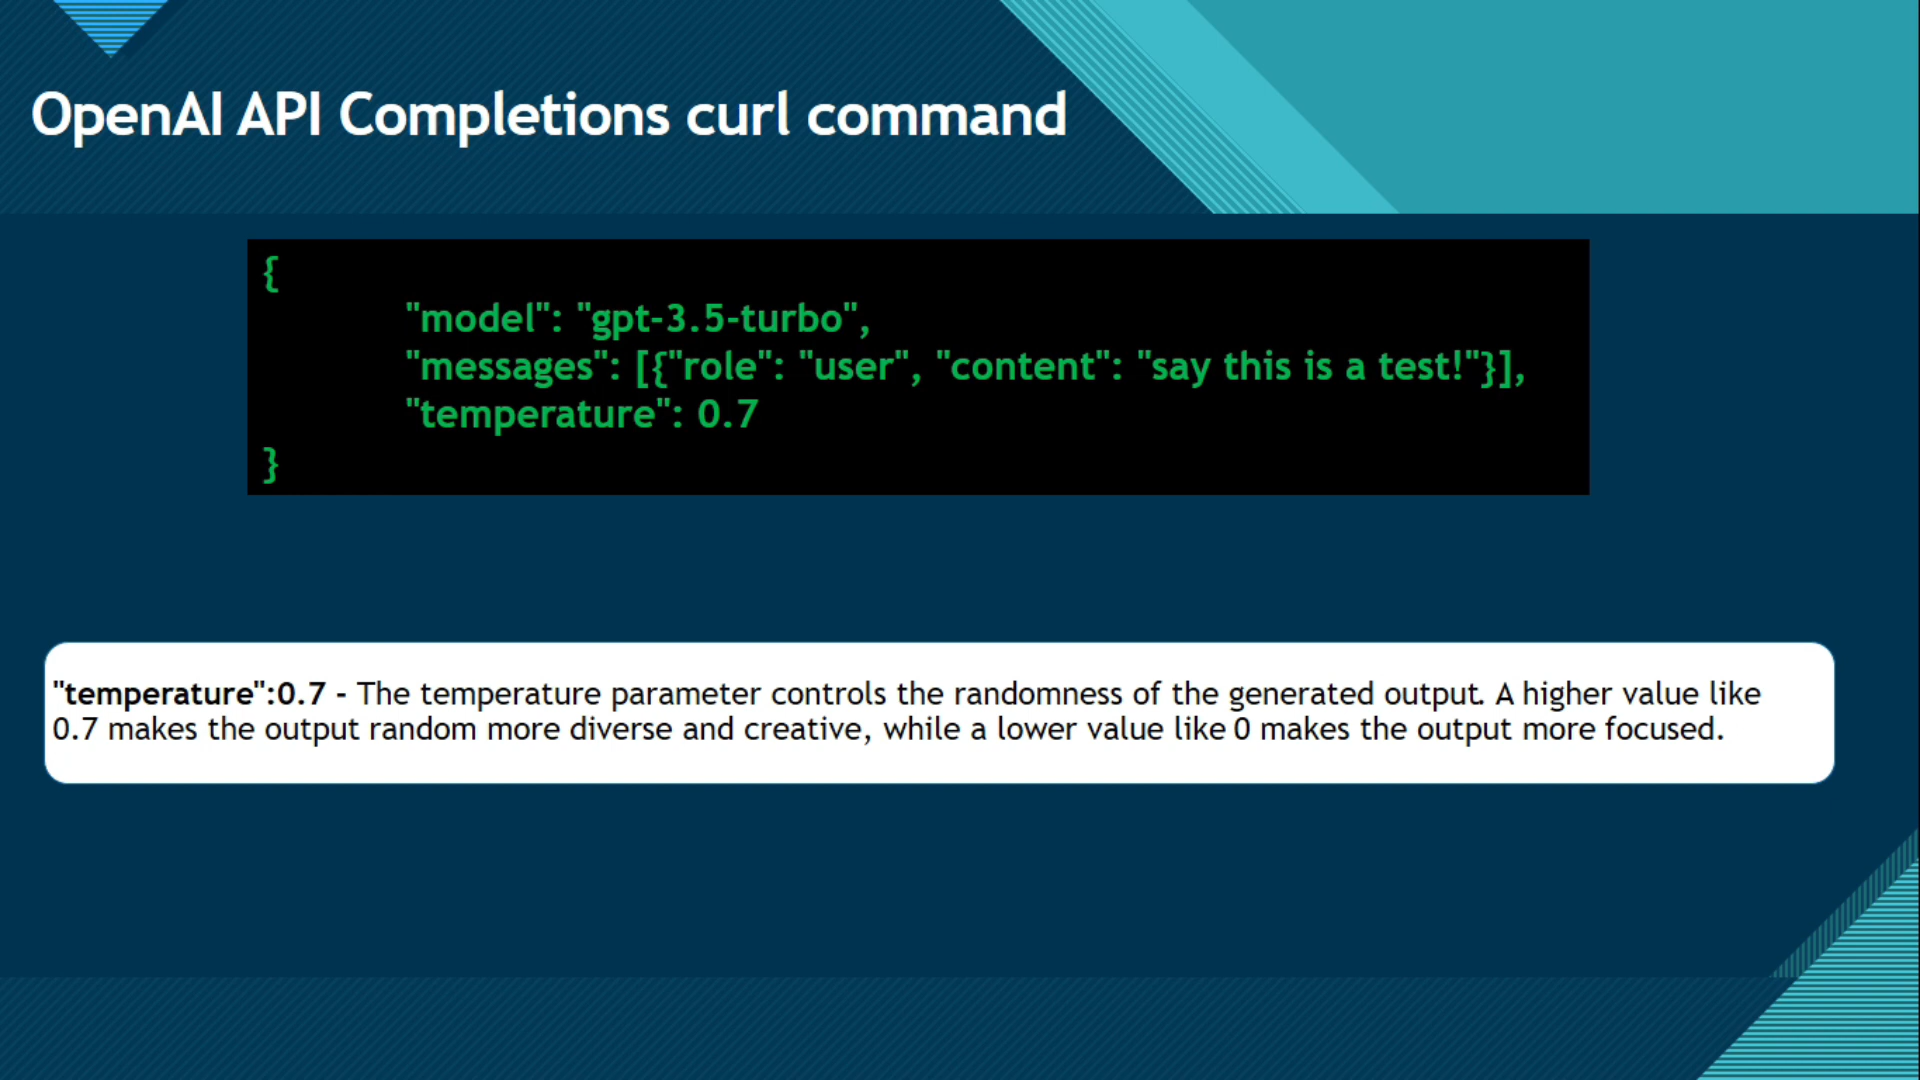 OpenAI API Completions curl command
{
"model": "gpt-3.5-turbo",
"messages": [{"role": "user", "content": "say this is a test!"}],
"temperature": 0.7
}
"temperature":0.7 - The temperature parameter controls the randomness of the generated output. A higher value like
0.7 makes the output random more diverse and creative, while a lower value like 0 makes the output more focused.